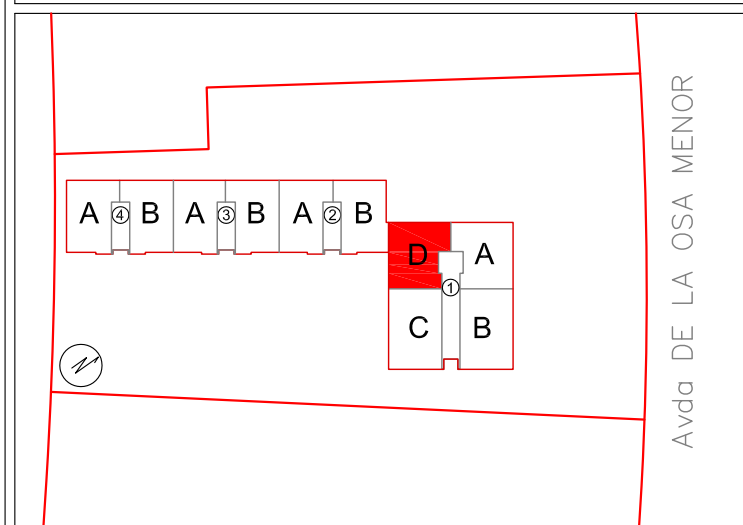 A 4 B A 3 B A 2 B
D A
1
C B
N
Avda DE LA OSA MENOR